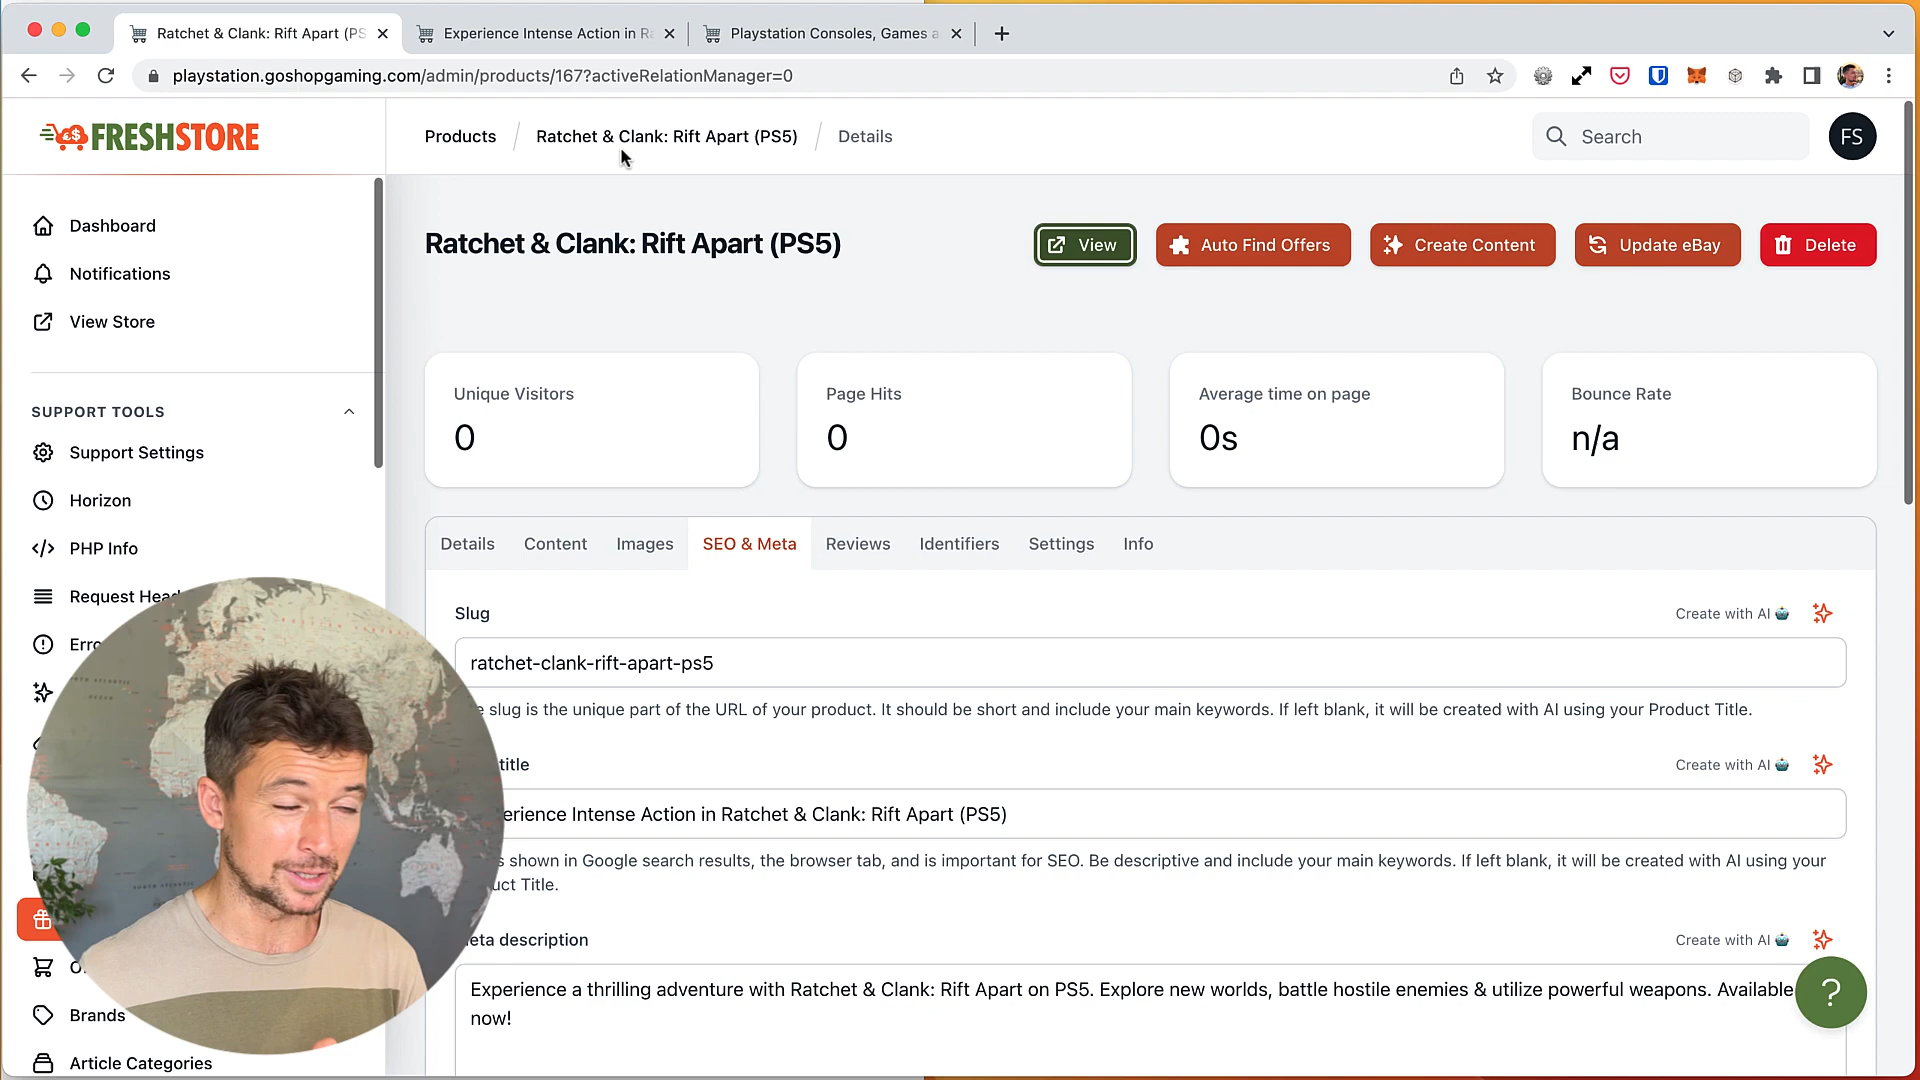 Ratchet & Clank: Rift Apart (PS
Experience Intense Action in Ra
Playstation Consoles, Games a
playstation.goshopgaming.com/admin/products/167?activeRelationManager=0
FRESHSTORE
Products
Ratchet & Clank: Rift Apart (PS5)
Details
Search
FS
Dashboard
Notifications
View Store
SUPPORT TOOLS
Support Settings
Horizon
PHP Info
Request Head
Erro
O
Brands
Article Categories
Ratchet & Clank: Rift Apart (PS5)
View
Auto Find Offers
Create Content
Update eBay
Delete
Unique Visitors
0
Page Hits
0
Average time on page
0s
Bounce Rate
n/a
Details
Content
Images
SEO & Meta
Reviews
Identifiers
Settings
Info
Slug
Create with AI
ratchet-clank-rift-apart-ps5
slug is the unique part of the URL of your product. It should be short and include your main keywords. If left blank, it will be created with AI using your Product Title.
title
Create with AI
erience Intense Action in Ratchet & Clank: Rift Apart (PS5)
s shown in Google search results, the browser tab, and is important for SEO. Be descriptive and include your main keywords. If left blank, it will be created with AI using your
uct Title.
eta description
Create with AI
Experience a thrilling adventure with Ratchet & Clank: Rift Apart on PS5. Explore new worlds, battle hostile enemies & utilize powerful weapons. Available
now!
?